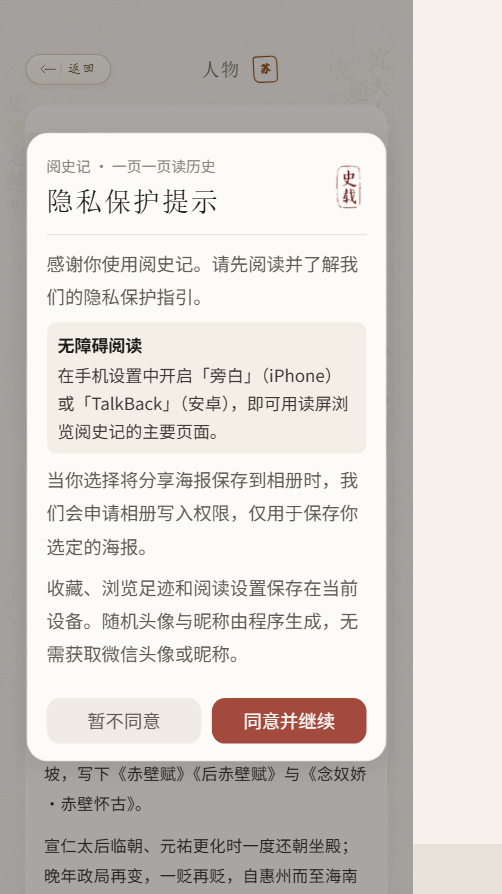 返回
人物
苏
阅史记 · 一页一页读历史
隐私保护提示
史载
感谢你使用阅史记。请先阅读并了解我
们的隐私保护指引。
无障碍阅读
在手机设置中开启「旁白」（iPhone）
或「TalkBack」（安卓），即可用读屏浏
览阅史记的主要页面。
当你选择将分享海报保存到相册时，我
们会申请相册写入权限，仅用于保存你
选定的海报。
收藏、浏览足迹和阅读设置保存在当前
设备。随机头像与昵称由程序生成，无
需获取微信头像或昵称。
暂不同意
同意并继续
坡，写下《赤壁赋》《后赤壁赋》与《念奴娇
·赤壁怀古》。
宣仁太后临朝、元祐更化时一度还朝坐殿；
晚年政局再变，一贬再贬，自惠州而至海南